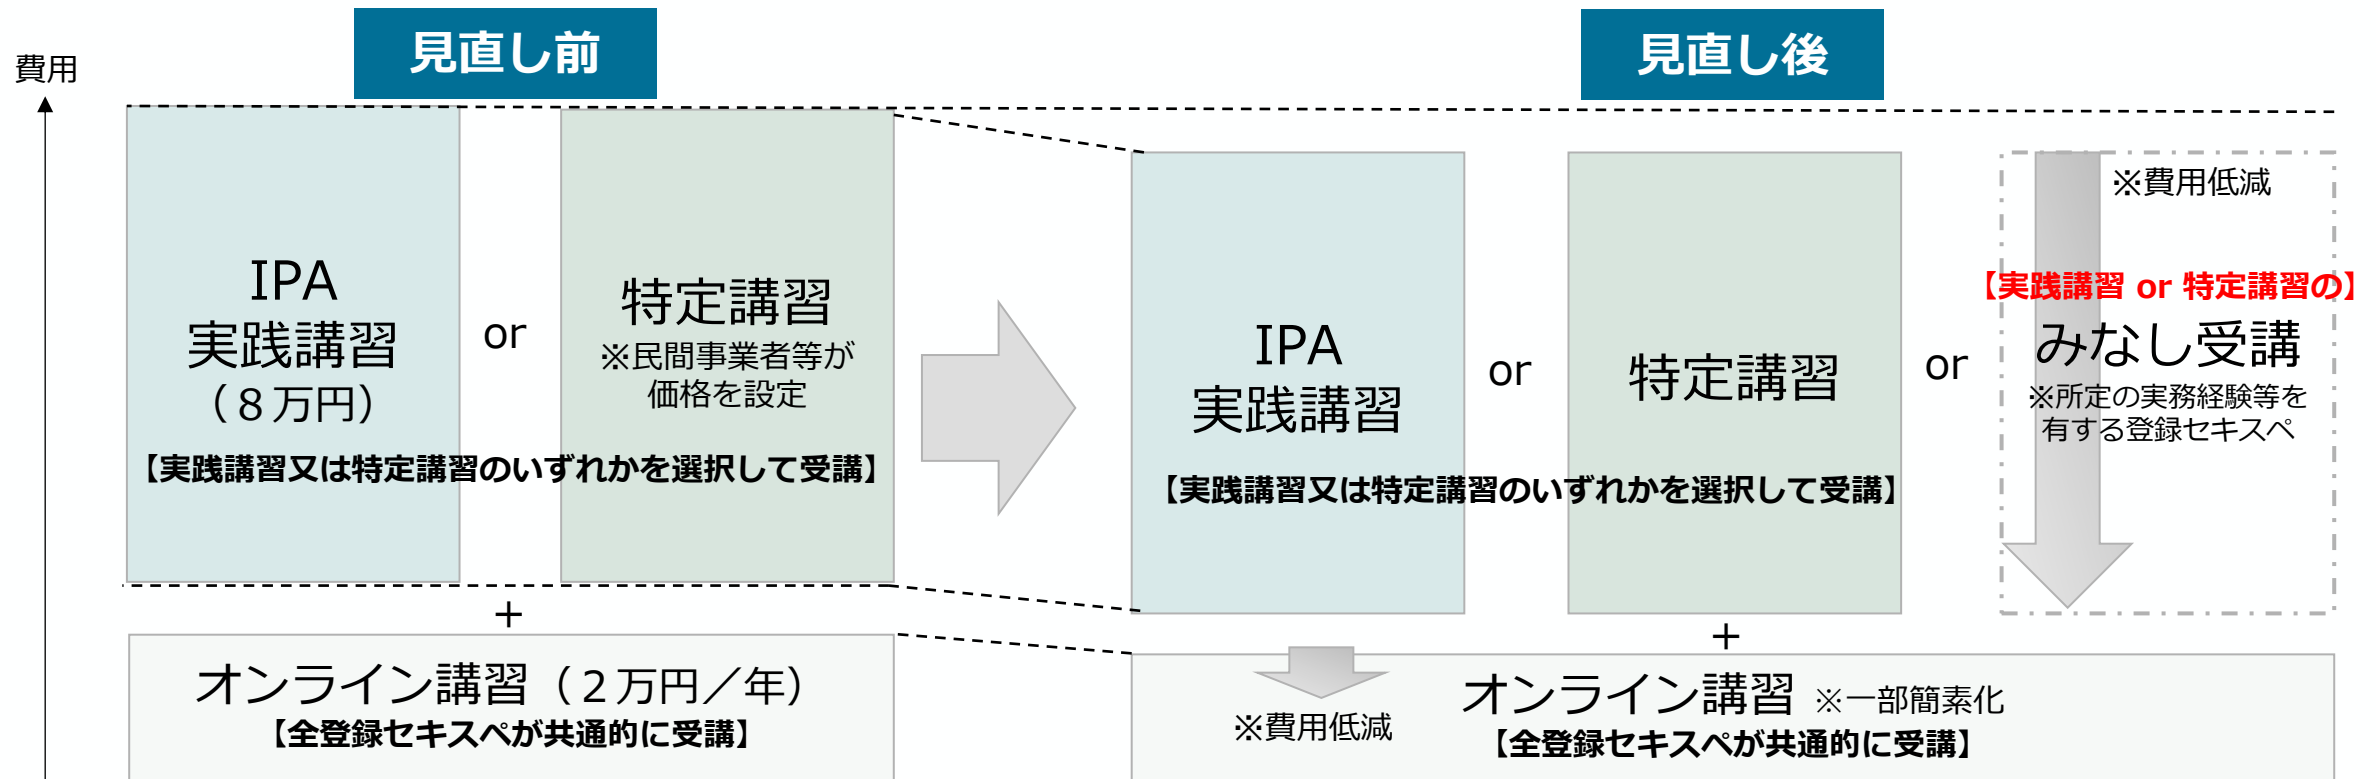 見直し前
見直し後
費用
IPA
実践講習
（８万円）
or
特定講習
※民間事業者等が
価格を設定
【実践講習又は特定講習のいずれかを選択して受講】
+
オンライン講習（２万円／年）
【全登録セキスペが共通的に受講】
IPA
実践講習
or
特定講習
【実践講習又は特定講習のいずれかを選択して受講】
or
※費用低減
【実践講習 or 特定講習の】
みなし受講
※所定の実務経験等を
有する登録セキスペ
+
※費用低減
オンライン講習 ※一部簡素化
【全登録セキスペが共通的に受講】